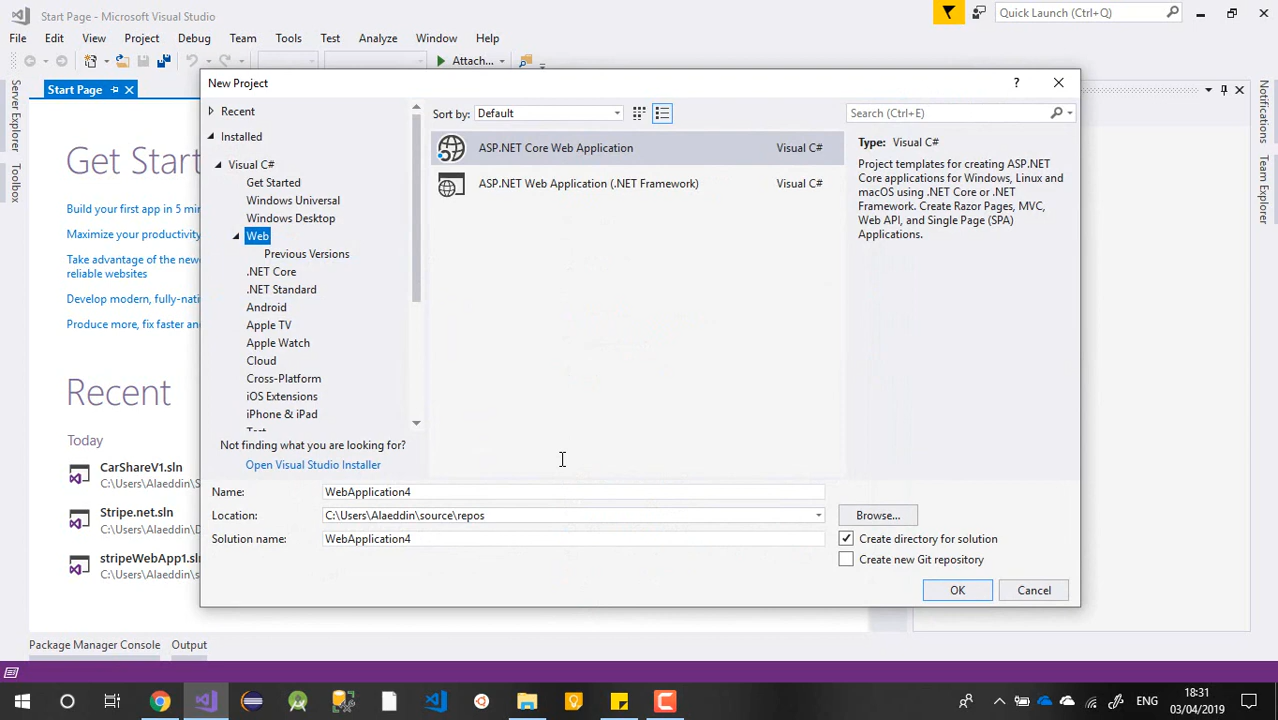 Start Page - Microsoft Visual Studio
Quick Launch (Ctrl+Q)
File Edit View Project Debug Team Tools Test Analyze Window Help
Attach...
Server Explorer
Toolbox
Start Page
Notifications
Team Explorer
Get Start
Build your first app in 5 min
Maximize your productivity
Take advantage of the new
reliable websites
Develop modern, fully-nati
Produce more, fix faster an
Recent
Today
CarShareV1.sln
C:\Users\Alaeddin\S
Stripe.net.sln
C:\Users\Alaeddin\D
stripeWebApp1.sln
C:\Users\Alaeddin\s
New Project
?
Recent
Installed
Visual C#
Get Started
Windows Universal
Windows Desktop
Web
Previous Versions
.NET Core
.NET Standard
Android
Apple TV
Apple Watch
Cloud
Cross-Platform
iOS Extensions
iPhone & iPad
Not finding what you are looking for?
Open Visual Studio Installer
Sort by: Default
Search (Ctrl+E)
ASP.NET Core Web Application Visual C#
ASP.NET Web Application (.NET Framework) Visual C#
Type: Visual C#
Project templates for creating ASP.NET
Core applications for Windows, Linux and
macOS using .NET Core or .NET
Framework. Create Razor Pages, MVC,
Web API, and Single Page (SPA)
Applications.
Name: WebApplication4
Location: C:\Users\Alaeddin\source\repos
Browse...
Solution name: WebApplication4
Create directory for solution
Create new Git repository
OK Cancel
Package Manager Console Output
ENG
18:31
03/04/2019